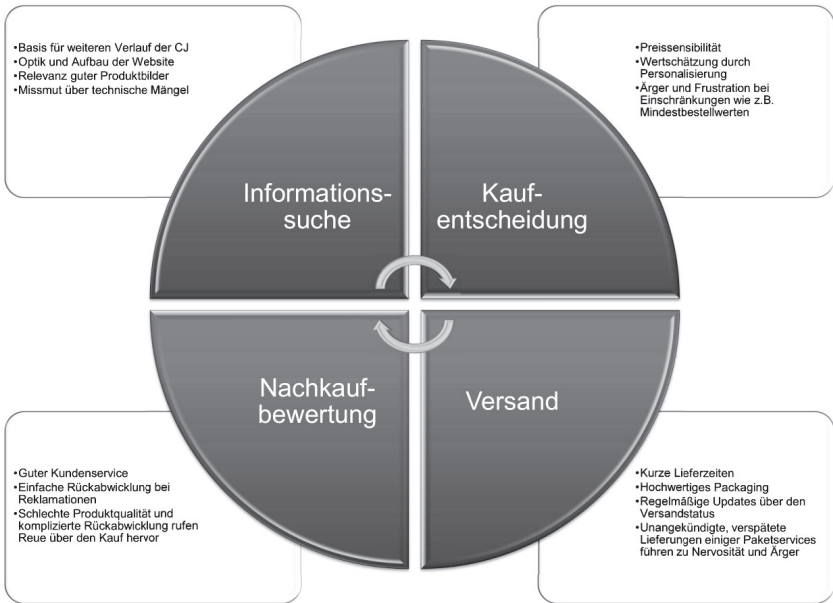 •Basis für weiteren Verlauf der CJ
•Optik und Aufbau der Website
•Relevanz guter Produktbilder
•Missmut über technische Mängel
•Preissensibilität
•Wertschätzung durch
Personalisierung
•Ärger und Frustration bei
Einschränkungen wie z.B.
Mindestbestellwerten
Informations-
suche
Kauf-
entscheidung
Nachkauf-
bewertung
Versand
•Guter Kundenservice
•Einfache Rückabwicklung bei
Reklamationen
•Schlechte Produktqualität und
komplizierte Rückabwicklung rufen
Reue über den Kauf hervor
•Kurze Lieferzeiten
•Hochwertiges Packaging
•Regelmäßige Updates über den
Versandstatus
•Unangekündigte, verspätete
Lieferungen einiger Paketservices
führen zu Nervosität und Ärger